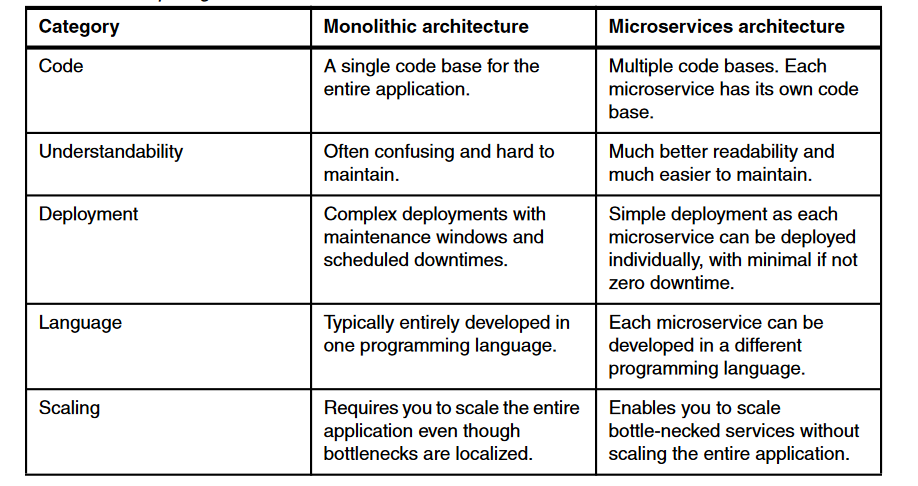 Category Monolithic architecture Microservices architecture
Code A single code base for the Multiple code bases. Each
entire application. microservice has its own code
base.
Understandability Often confusing and hard to Much better readability and
maintain. much easier to maintain.
Deployment Complex deployments with Simple deployment as each
maintenance windows and microservice can be deployed
scheduled downtimes. individually, with minimal if not
zero downtime.
Language Typically entirely developed in Each microservice can be
one programming language. developed in a different
programming language.
Scaling Requires you to scale the entire Enables you to scale
application even though bottle-necked services without
bottlenecks are localized. scaling the entire application.